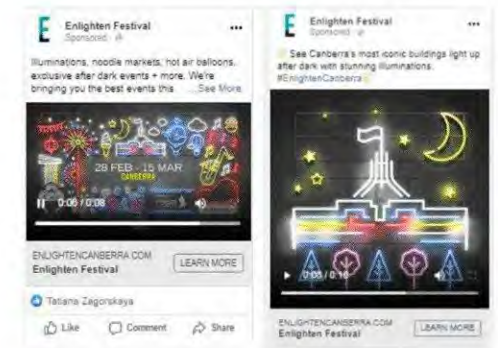 Enlighten Festival
Sponsored
Illuminations, noodle markets, hot air balloons,
exclusive after dark events + more. We're
bringing you the best events this ...See More
28 FEB - 15 MAR
CANBERRA
0:06 / 0:08
ENLIGHTENCANBERRA.COM
Enlighten Festival
LEARN MORE
Tatiana Zagorskaya
Like Comment Share
Enlighten Festival
Sponsored
See Canberra's most iconic buildings light up
after dark with stunning illuminations.
#EnlightenCanberra
ENLIGHTENCANBERRA.COM
Enlighten Festival
LEARN MORE